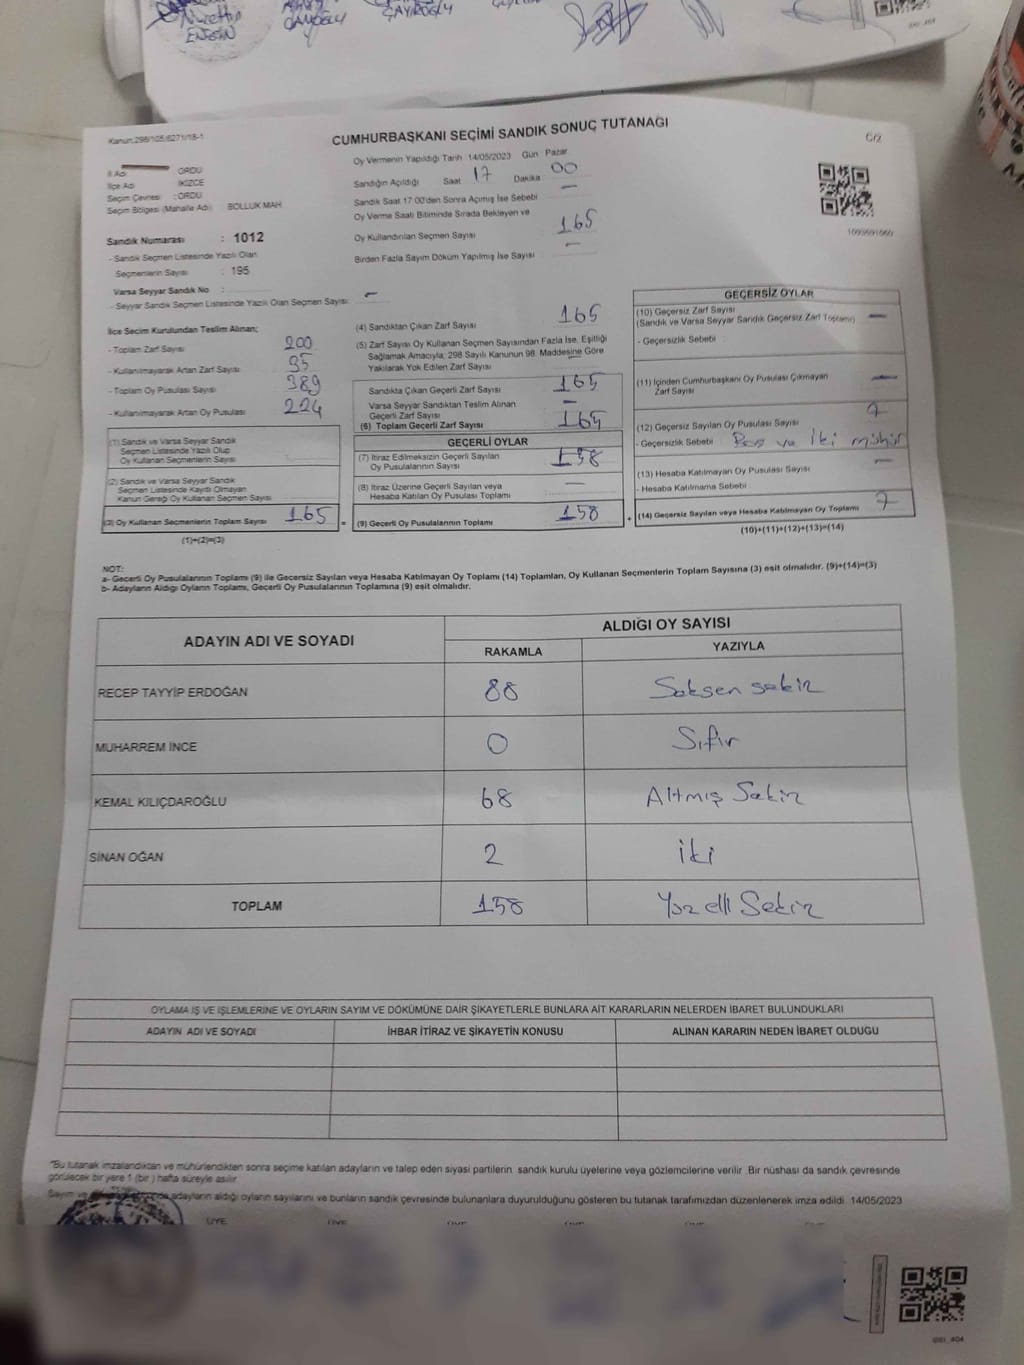 Nurettin
ENGİN
ÇAYIROĞLU
Kanun:298/105,6271/18-1
CUMHURBAŞKANI SEÇİMİ SANDIK SONUÇ TUTANAĞI
C/2
İl Adı : ORDU
İlçe Adı : İKİZCE
Seçim Çevresi : ORDU
Seçim Bölgesi (Mahalle Adı) BOLLUK MAH.
Oy Vermenin Yapıldığı Tarih 14/05/2023 Gün Pazar
Sandığın Açıldığı Saat 17 Dakika 00
Sandık Saat 17:00'den Sonra Açılmış İse Sebebi —
Oy Verme Saati Bitiminde Sırada Bekleyen ve
Oy Kullandırılan Seçmen Sayısı 165
Birden Fazla Sayım Döküm Yapılmış İse Sayısı —
Sandık Numarası : 1012
- Sandık Seçmen Listesinde Yazılı Olan
Seçmenlerin Sayısı : 195
Varsa Seyyar Sandık No :
- Seyyar Sandık Seçmen Listesinde Yazılı Olan Seçmen Sayısı: —
İlçe Seçim Kurulundan Teslim Alınan;
- Toplam Zarf Sayısı 200
- Kullanılmayarak Artan Zarf Sayısı 35
- Toplam Oy Pusulası Sayısı 389
- Kullanılmayarak Artan Oy Pusulası 224
(1) Sandık ve Varsa Seyyar Sandık
Seçmen Listesinde Yazılı Olup
Oy Kullanan Seçmenlerin Sayısı
(2) Sandık ve Varsa Seyyar Sandık
Seçmen Listesinde Kayıtlı Olmayan
Kanun Gereği Oy Kullanan Seçmen Sayısı
(3) Oy Kullanan Seçmenlerin Toplam Sayısı 165 =
(1)+(2)=(3)
(4) Sandıktan Çıkan Zarf Sayısı 165
(5) Zarf Sayısı Oy Kullanan Seçmen Sayısından Fazla İse, Eşitliği
Sağlamak Amacıyla; 298 Sayılı Kanunun 98. Maddesine Göre
Yakılarak Yok Edilen Zarf Sayısı —
Sandıkta Çıkan Geçerli Zarf Sayısı 165
Varsa Seyyar Sandıktan Teslim Alınan
Geçerli Zarf Sayısı —
(6) Toplam Geçerli Zarf Sayısı 165
GEÇERLİ OYLAR
(7) İtiraz Edilmeksizin Geçerli Sayılan
Oy Pusulalarının Sayısı 158
(8) İtiraz Üzerine Geçerli Sayılan veya
Hesaba Katılan Oy Pusulası Toplamı —
(9) Geçerli Oy Pusulalarının Toplamı 158 +
GEÇERSİZ OYLAR
(10) Geçersiz Zarf Sayısı
(Sandık ve Varsa Seyyar Sandık Geçersiz Zarf Toplamı) —
- Geçersizlik Sebebi
(11) İçinden Cumhurbaşkanı Oy Pusulası Çıkmayan
Zarf Sayısı —
(12) Geçersiz Sayılan Oy Pusulası Sayısı 7
- Geçersizlik Sebebi Boş ve İki mühür
(13) Hesaba Katılmayan Oy Pusulası Sayısı —
- Hesaba Katılmama Sebebi
(14) Geçersiz Sayılan veya Hesaba Katılmayan Oy Toplamı 7
(10)+(11)+(12)+(13)=(14)
NOT:
a- Geçerli Oy Pusulalarının Toplamı (9) ile Geçersiz Sayılan veya Hesaba Katılmayan Oy Toplamı (14) Toplamları, Oy Kullanan Seçmenlerin Toplam Sayısına (3) eşit olmalıdır. (9)+(14)=(3)
b- Adayların Aldığı Oyların Toplamı, Geçerli Oy Pusulalarının Toplamına (9) eşit olmalıdır.
ADAYIN ADI VE SOYADI
ALDIĞI OY SAYISI
RAKAMLA YAZIYLA
RECEP TAYYİP ERDOĞAN 88 Seksen sekiz
MUHARREM İNCE 0 Sıfır
KEMAL KILIÇDAROĞLU 68 Altmış Sekiz
SİNAN OĞAN 2 iki
TOPLAM 158 Yüz elli Sekiz
OYLAMA İŞ VE İŞLEMLERİNE VE OYLARIN SAYIM VE DÖKÜMÜNE DAİR ŞİKAYETLERLE BUNLARA AİT KARARLARIN NELERDEN İBARET BULUNDUKLARI
ADAYIN ADI VE SOYADI İHBAR İTİRAZ VE ŞİKAYETİN KONUSU ALINAN KARARIN NEDEN İBARET OLDUĞU
*Bu tutanak imzalandıktan ve mühürlendikten sonra seçime katılan adayların ve talep eden siyasi partilerin sandık kurulu üyelerine veya gözlemcilerine verilir. Bir nüshası da sandık çevresinde
görülecek bir yere 1 (bir) hafta süreyle asılır.
Sayım ve adayların aldığı oyların sayılarını ve bunların sandık çevresinde bulunanlara duyurulduğunu gösteren bu tutanak tarafımızdan düzenlenerek imza edildi. 14/05/2023
ÜYE ÜYE ÜYE ÜYE ÜYE ÜYE